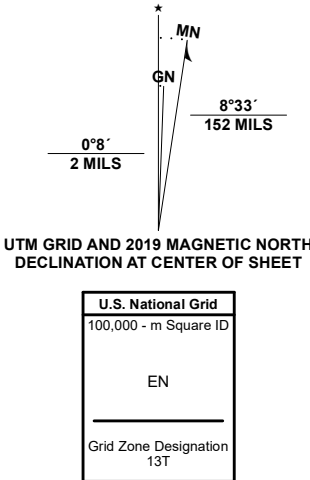 ★
MN
GN
8°33´
152 MILS
0°8´
2 MILS
UTM GRID AND 2019 MAGNETIC NORTH
DECLINATION AT CENTER OF SHEET
U.S. National Grid
100,000 - m Square ID
EN
Grid Zone Designation
13T